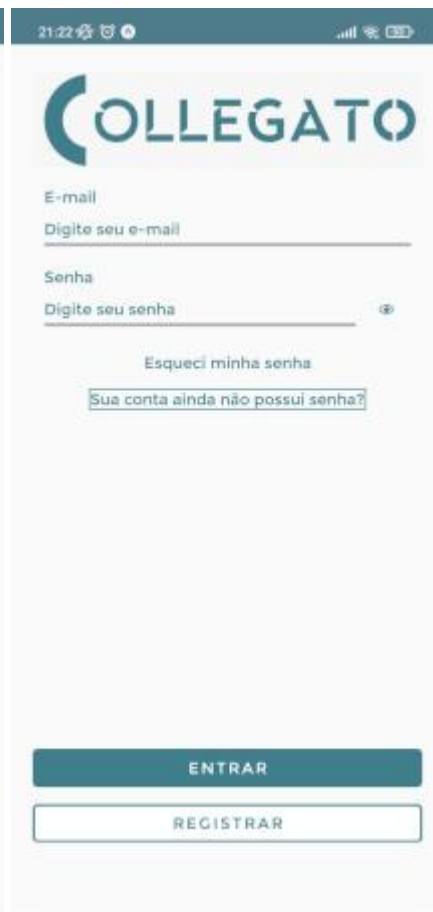 21:22
COLLEGATO
E-mail
Digite seu e-mail
Senha
Digite seu senha
Esqueci minha senha
Sua conta ainda não possui senha?
ENTRAR
REGISTRAR